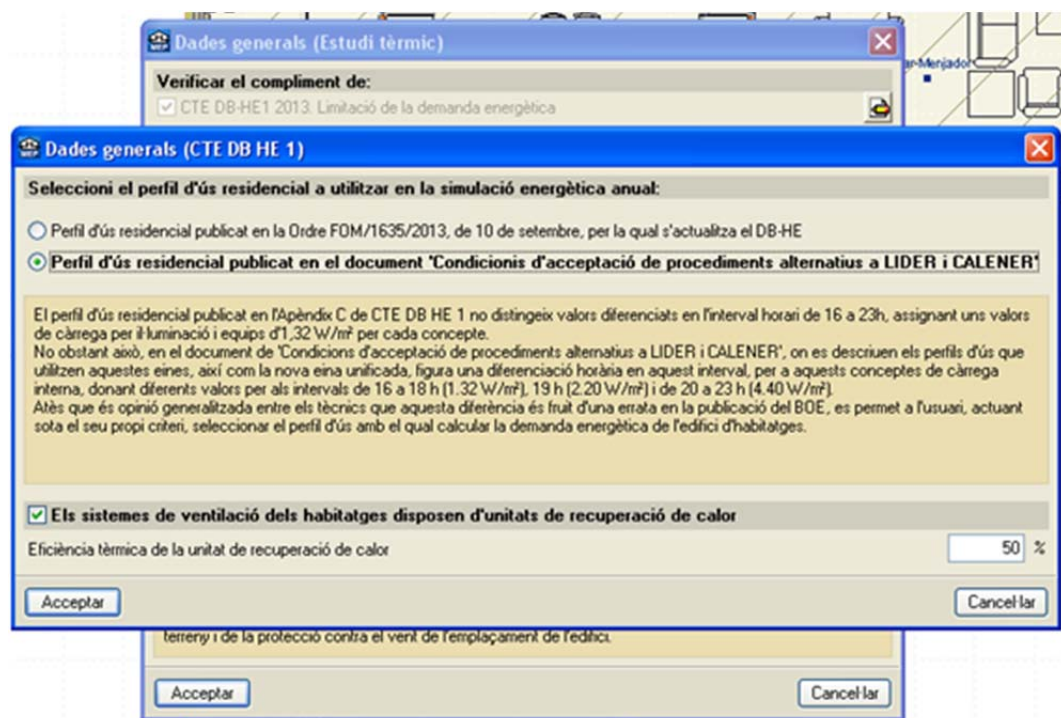 Dades generals (Estudi tèrmic)
Verificar el compliment de:
CTE DB-HE1 2013. Limitació de la demanda energètica
ar-Menjador
Dades generals (CTE DB HE 1)
Seleccioni el perfil d'ús residencial a utilitzar en la simulació energètica anual:
Perfil d'ús residencial publicat en la Ordre FOM/1635/2013, de 10 de setembre, per la qual s'actualitza el DB-HE
Perfil d'ús residencial publicat en el document 'Condicionis d'acceptació de procediments alternatius a LIDER i CALENER'
El perfil d'ús residencial publicat en l'Apèndix C de CTE DB HE 1 no distingeix valors diferenciats en l'interval horari de 16 a 23h, assignant uns valors
de càrrega per il·luminació i equips d'1,32 W/m² per cada concepte.
No obstant això, en el document de 'Condicions d'acceptació de procediments alternatius a LIDER i CALENER', on es descriuen els perfils d'ús que
utilitzen aquestes eines, així com la nova eina unificada, figura una diferenciació horària en aquest interval, per a aquests conceptes de càrrega
interna, donant diferents valors per als intervals de 16 a 18 h (1.32 W/m²), 19 h (2.20 W/m²) i de 20 a 23 h (4.40 W/m²).
Atès que és opinió generalitzada entre els tècnics que aquesta diferència és fruit d'una errata en la publicació del BOE, es permet a l'usuari, actuant
sota el seu propi criteri, seleccionar el perfil d'ús amb el qual calcular la demanda energètica de l'edifici d'habitatges.
Els sistemes de ventilació dels habitatges disposen d'unitats de recuperació de calor
Eficiència tèrmica de la unitat de recuperació de calor 50 %
Acceptar Cancel·lar
terreny i de la protecció contra el vent de l'emplaçament de l'edifici.
Acceptar Cancel·lar